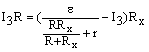 I₃R = (ε / (RRₓ / (R+Rₓ) + r) − I₃)Rₓ